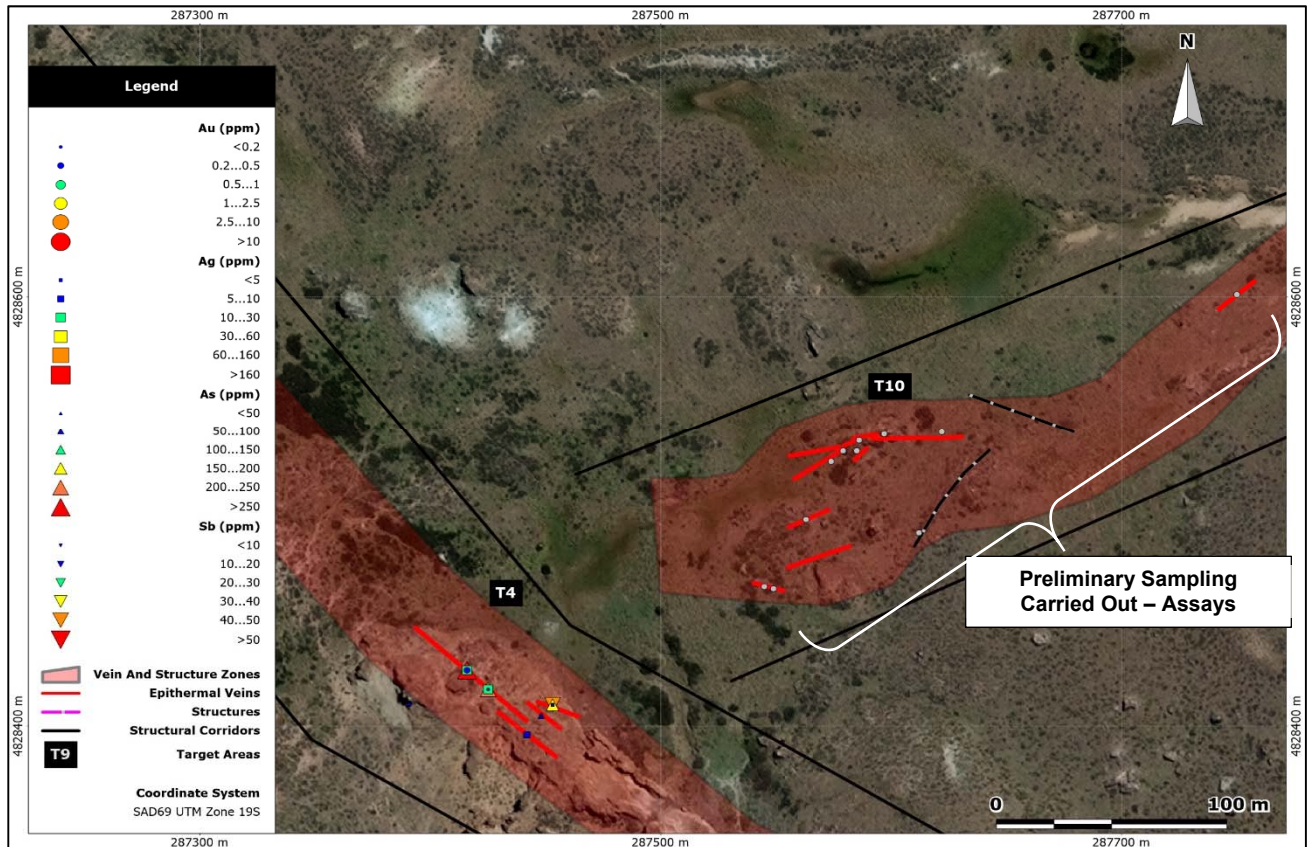 287300 m
287500 m
287700 m
N
Legend
Au (ppm)
<0.2
0.2...0.5
0.5...1
1...2.5
2.5...10
>10
Ag (ppm)
<5
5...10
10...30
30...60
60...160
>160
As (ppm)
<50
50...100
100...150
150...200
200...250
>250
Sb (ppm)
<10
10...20
20...30
30...40
40...50
>50
Vein And Structure Zones
Epithermal Veins
Structures
Structural Corridors
T9 Target Areas
Coordinate System
SAD69 UTM Zone 19S
4828600 m
4828400 m
T10
T4
Preliminary Sampling
Carried Out – Assays
4828600 m
4828400 m
0 100 m
287300 m
287500 m
287700 m